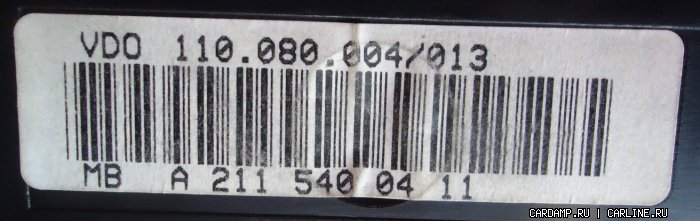 VDO 110.080.004/013
MB A 211 540 04 11
CARDAMP.RU | CARLINE.RU